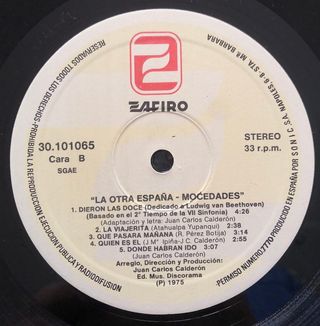 RESERVADOS TODOS LOS DERECHOS-PROHIBIDA LA REPRODUCCION EJECUCION PUBLICA Y RADIODIFUSION
ZAFIRO
30.101065
Cara B
SGAE
STEREO
33 r.p.m.
"LA OTRA ESPAÑA - MOCEDADES"
1. DIERON LAS DOCE (Dedicado a Ludwig van Beethoven)
(Basado en el 2° Tiempo de la VII Sinfonia) 4:26
(Adaptación y letra: Juan Carlos Calderón)
2. LA VIAJERITA (Atahualpa Yupanqui) 2:26
3. QUE PASARA MAÑANA (R. Pérez Botija) 3:14
4. QUIEN ES EL (J.Mª Ipiña-J.C. Calderón) 2:55
5. DONDE HABRAN IDO 3:31
(Juan Carlos Calderón)
Arreglo, Dirección y Producción:
Juan Carlos Calderón
Ed. Mus. Discorama
(P) 1975
PERMISO NUMERO 7770 PRODUCIDO EN ESPAÑA POR SONIC S.A. NAPOLES, 6-8 STA. Mª BARBARA